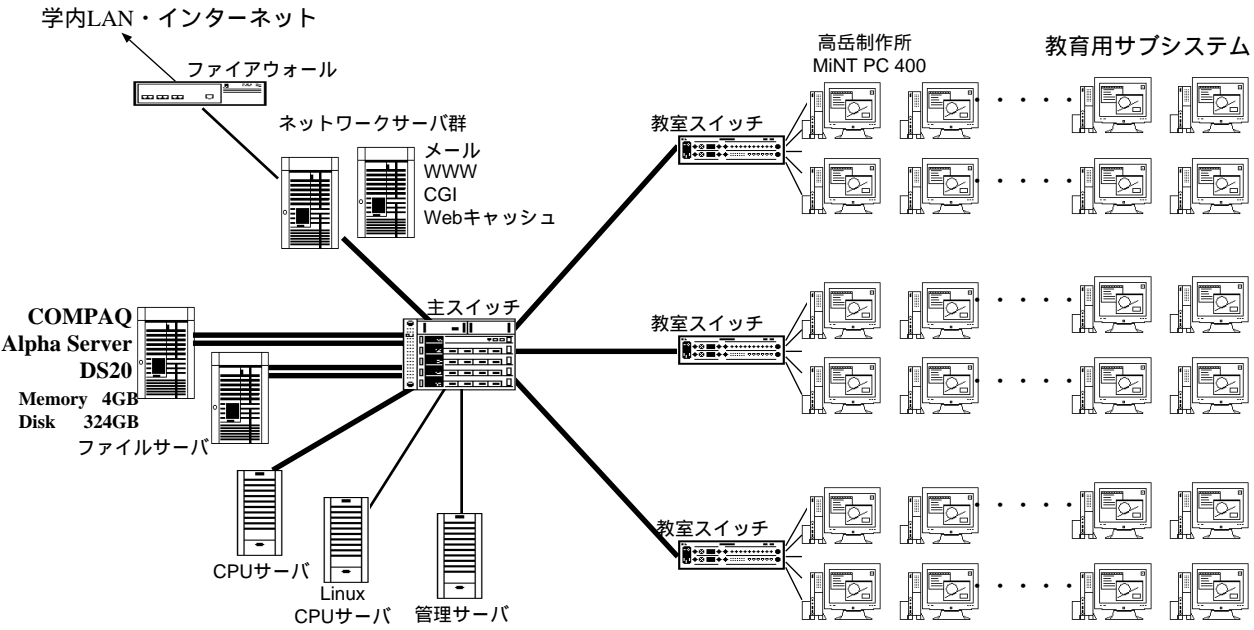 学内LAN・インターネット
ファイアウォール
ネットワークサーバ群
メール
WWW
CGI
Webキャッシュ
高岳制作所
MiNT PC 400
教育用サブシステム
教室スイッチ
主スイッチ
COMPAQ
Alpha Server
DS20
Memory 4GB
Disk 324GB
ファイルサーバ
教室スイッチ
教室スイッチ
CPUサーバ
Linux
CPUサーバ
管理サーバ